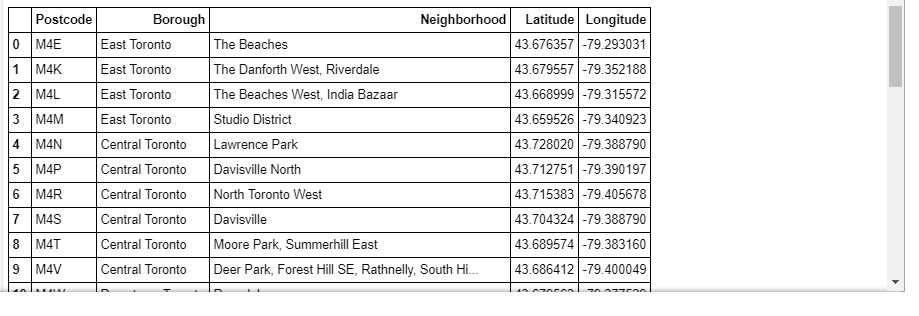 Postcode Borough Neighborhood Latitude Longitude
0 M4E East Toronto The Beaches 43.676357 -79.293031
1 M4K East Toronto The Danforth West, Riverdale 43.679557 -79.352188
2 M4L East Toronto The Beaches West, India Bazaar 43.668999 -79.315572
3 M4M East Toronto Studio District 43.659526 -79.340923
4 M4N Central Toronto Lawrence Park 43.728020 -79.388790
5 M4P Central Toronto Davisville North 43.712751 -79.390197
6 M4R Central Toronto North Toronto West 43.715383 -79.405678
7 M4S Central Toronto Davisville 43.704324 -79.388790
8 M4T Central Toronto Moore Park, Summerhill East 43.689574 -79.383160
9 M4V Central Toronto Deer Park, Forest Hill SE, Rathnelly, South Hi... 43.686412 -79.400049